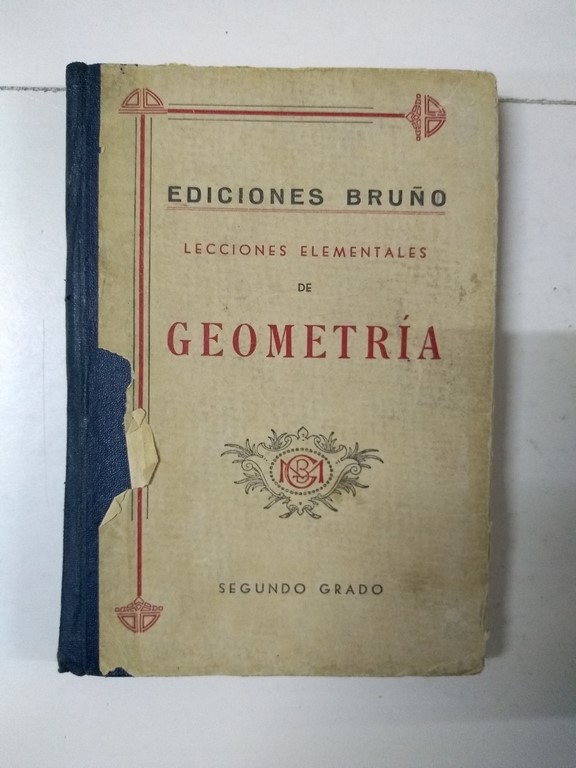 EDICIONES BRUÑO
LECCIONES ELEMENTALES
DE
GEOMETRÍA
SEGUNDO GRADO